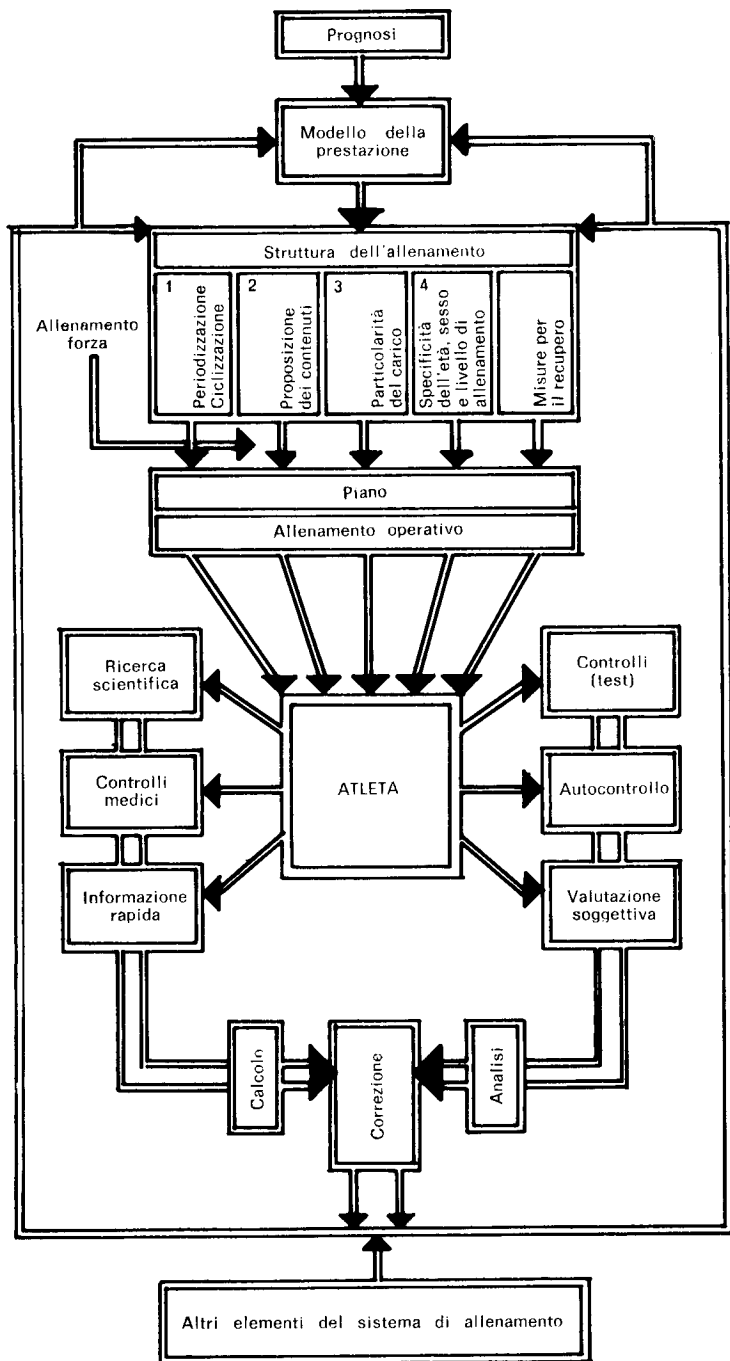 Prognosi
Modello della
prestazione
Struttura dell'allenamento
1
Periodizzazione
Ciclizzazione
2
Proposizione
dei contenuti
3
Particolarità
del carico
4
Specificità
dell'età, sesso
e livello di
allenamento
Misure per
il recupero
Allenamento
forza
Piano
Allenamento operativo
Ricerca
scientifica
Controlli
medici
Informazione
rapida
ATLETA
Controlli
(test)
Autocontrollo
Valutazione
soggettiva
Calcolo
Correzione
Analisi
Altri elementi del sistema di allenamento